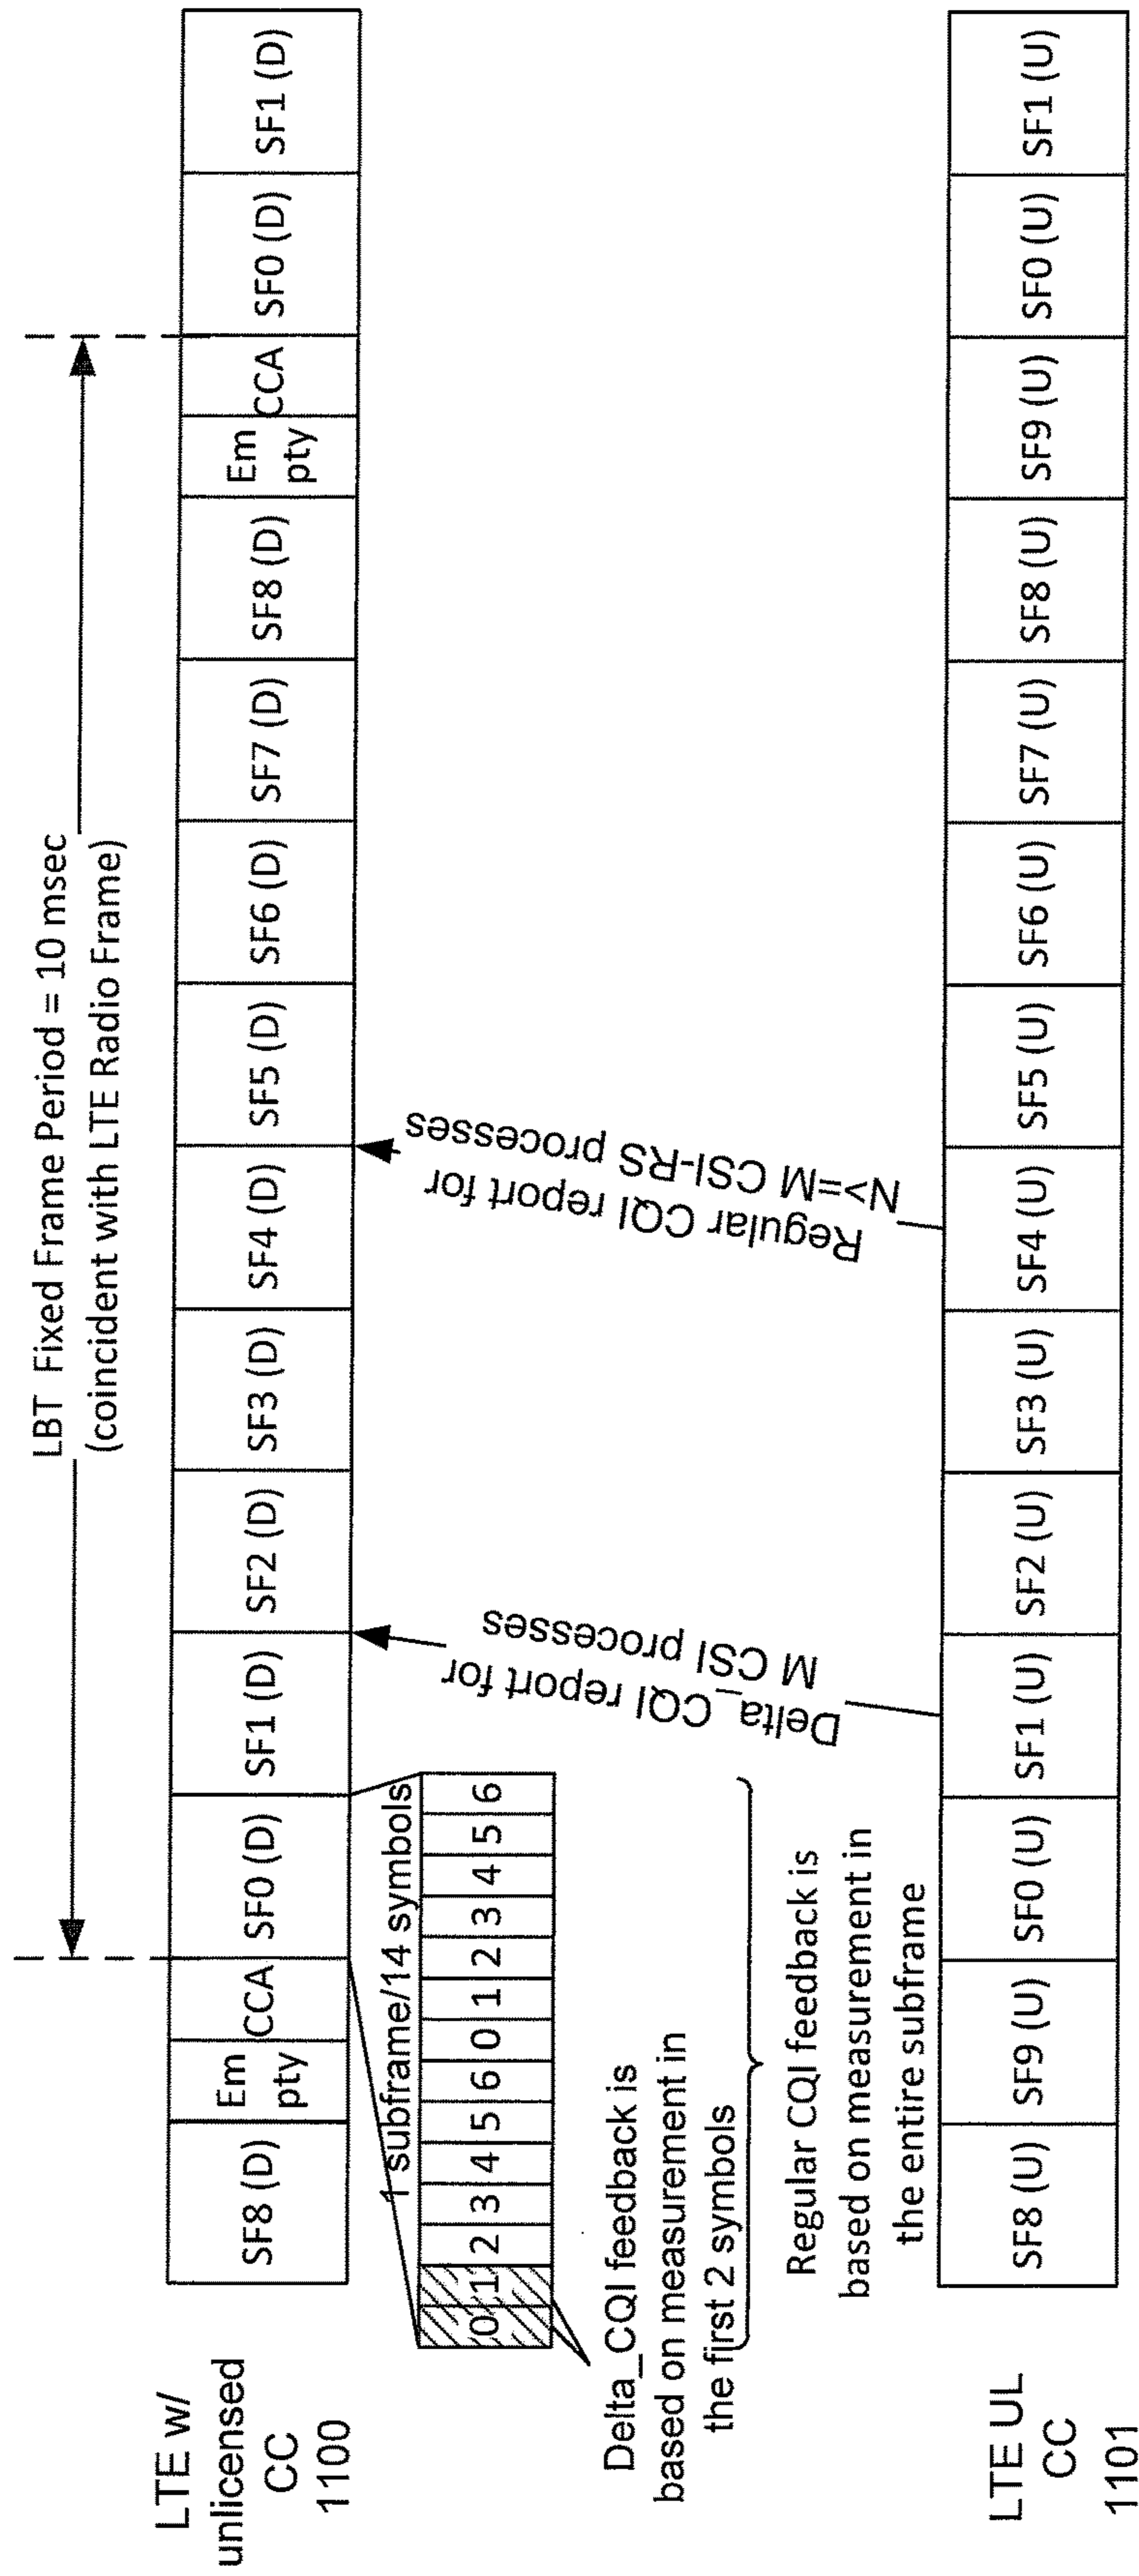 LBT Fixed Frame Period = 10 msec
(coincident with LTE Radio Frame)
LTE w/
unlicensed
CC
1100
SF8 (D)
Em
pty
CCA
SF0 (D)
SF1 (D)
SF2 (D)
SF3 (D)
SF4 (D)
SF5 (D)
SF6 (D)
SF7 (D)
SF8 (D)
Em
pty
CCA
SF0 (D)
SF1 (D)
1 subframe/14 symbols
0 1 2 3 4 5 6 0 1 2 3 4 5 6
Delta_CQI feedback is
based on measurement in
the first 2 symbols
Regular CQI feedback is
based on measurement in
the entire subframe
Delta_CQI report for
M CSI processes
Regular CQI report for
N>=M CSI-RS processes
LTE UL
CC
1101
SF8 (U)
SF9 (U)
SF0 (U)
SF1 (U)
SF2 (U)
SF3 (U)
SF4 (U)
SF5 (U)
SF6 (U)
SF7 (U)
SF8 (U)
SF9 (U)
SF0 (U)
SF1 (U)